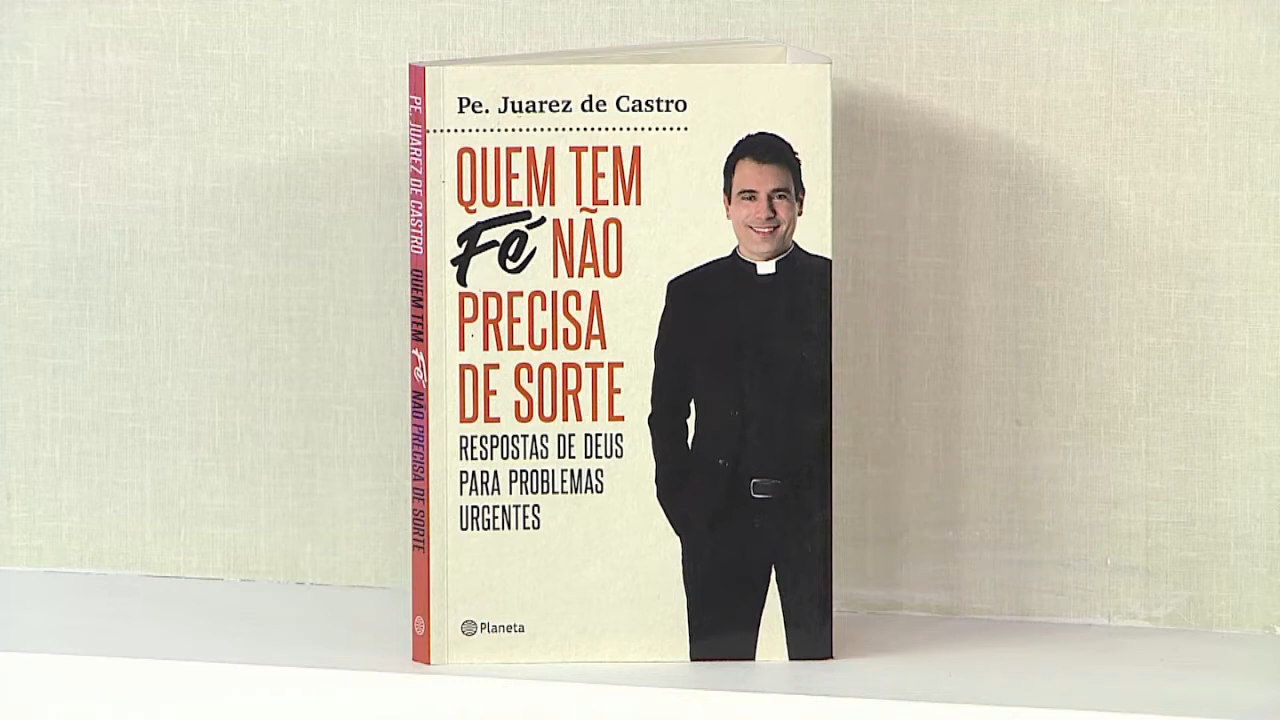 Pe. Juarez de Castro
QUEM TEM
Fé NÃO
PRECISA
DE SORTE
RESPOSTAS DE DEUS
PARA PROBLEMAS
URGENTES
Planeta
PE. JUAREZ DE CASTRO QUEM TEM Fé NÃO PRECISA DE SORTE